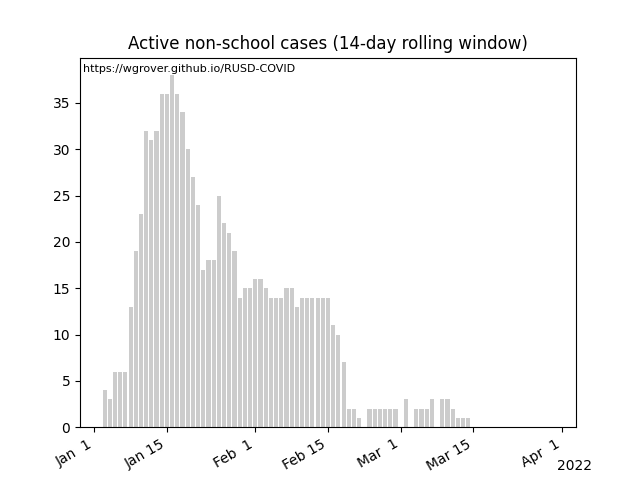 Active non-school cases (14-day rolling window)
https://wgrover.github.io/RUSD-COVID
35
30
25
20
15
10
5
0
Jan 1
Jan 15
Feb 1
Feb 15
Mar 1
Mar 15
Apr 1
2022